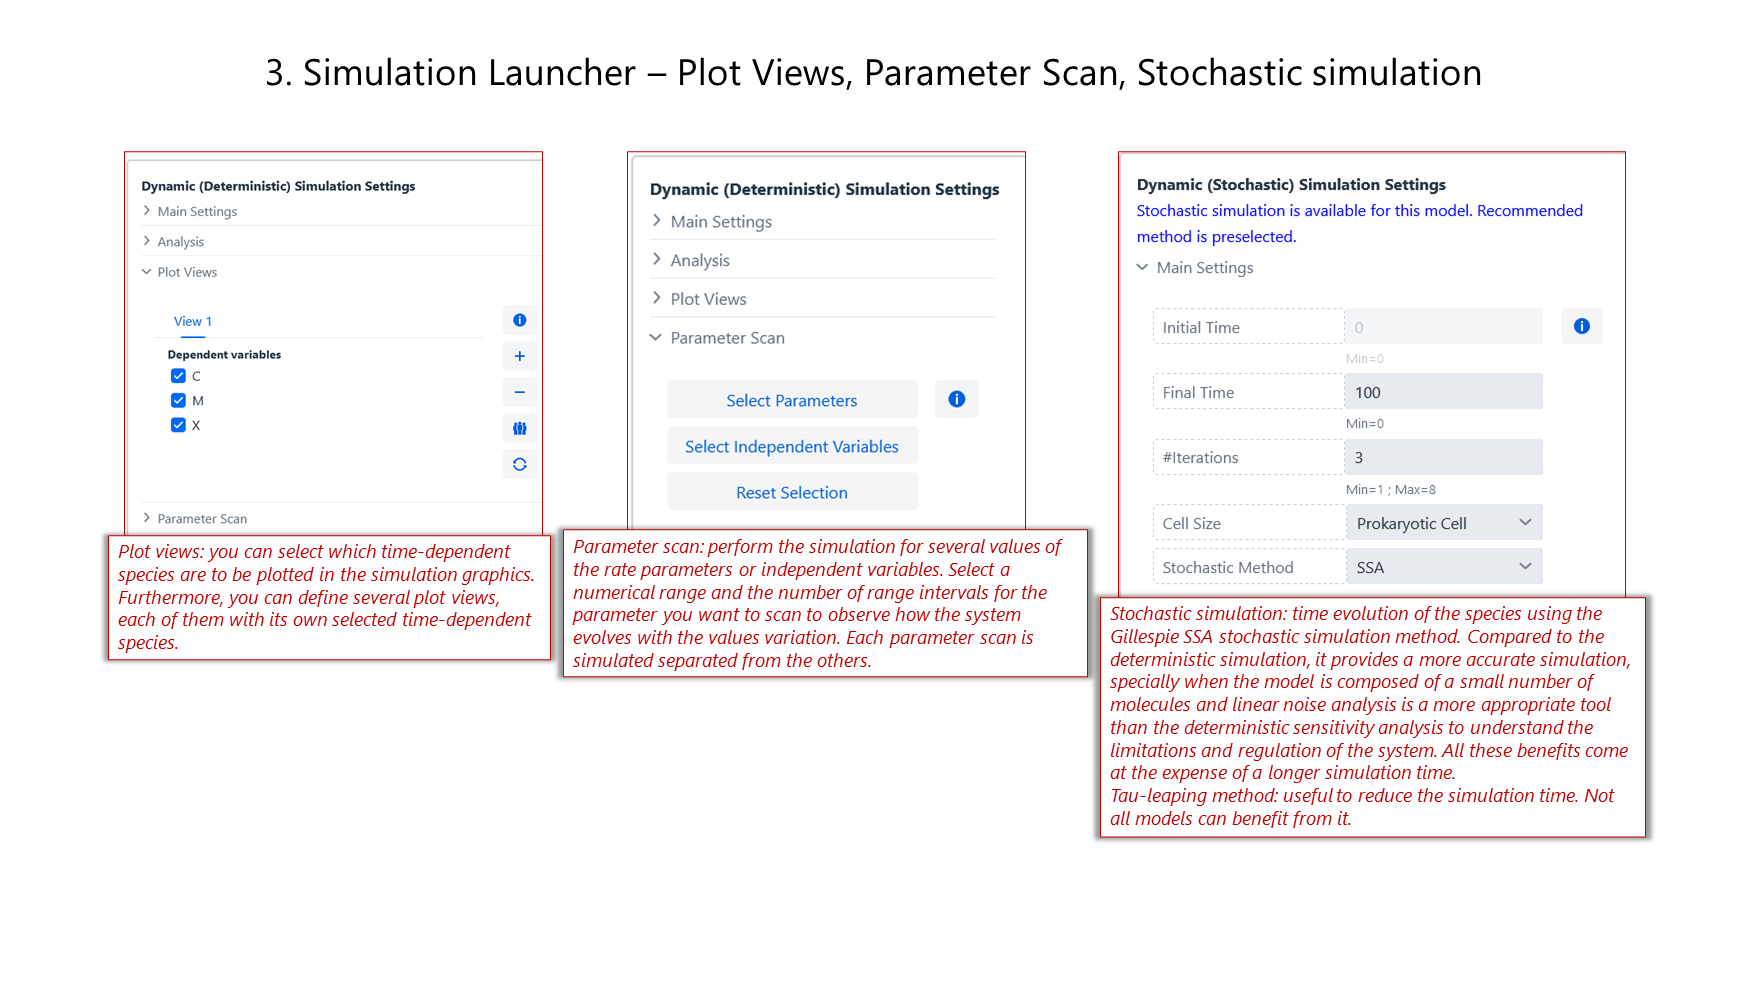 3. Simulation Launcher – Plot Views, Parameter Scan, Stochastic simulation
Dynamic (Deterministic) Simulation Settings
Main Settings
Analysis
Plot Views
View 1
Dependent variables
C
M
X
Parameter Scan
Plot views: you can select which time-dependent
species are to be plotted in the simulation graphics.
Furthermore, you can define several plot views,
each of them with its own selected time-dependent
species.
Dynamic (Deterministic) Simulation Settings
Main Settings
Analysis
Plot Views
Parameter Scan
Select Parameters
Select Independent Variables
Reset Selection
Parameter scan: perform the simulation for several values of
the rate parameters or independent variables. Select a
numerical range and the number of range intervals for the
parameter you want to scan to observe how the system
evolves with the values variation. Each parameter scan is
simulated separated from the others.
Dynamic (Stochastic) Simulation Settings
Stochastic simulation is available for this model. Recommended
method is preselected.
Main Settings
Initial Time 0
Min=0
Final Time 100
Min=0
#Iterations 3
Min=1 ; Max=8
Cell Size Prokaryotic Cell
Stochastic Method SSA
Stochastic simulation: time evolution of the species using the
Gillespie SSA stochastic simulation method. Compared to the
deterministic simulation, it provides a more accurate simulation,
specially when the model is composed of a small number of
molecules and linear noise analysis is a more appropriate tool
than the deterministic sensitivity analysis to understand the
limitations and regulation of the system. All these benefits come
at the expense of a longer simulation time.
Tau-leaping method: useful to reduce the simulation time. Not
all models can benefit from it.